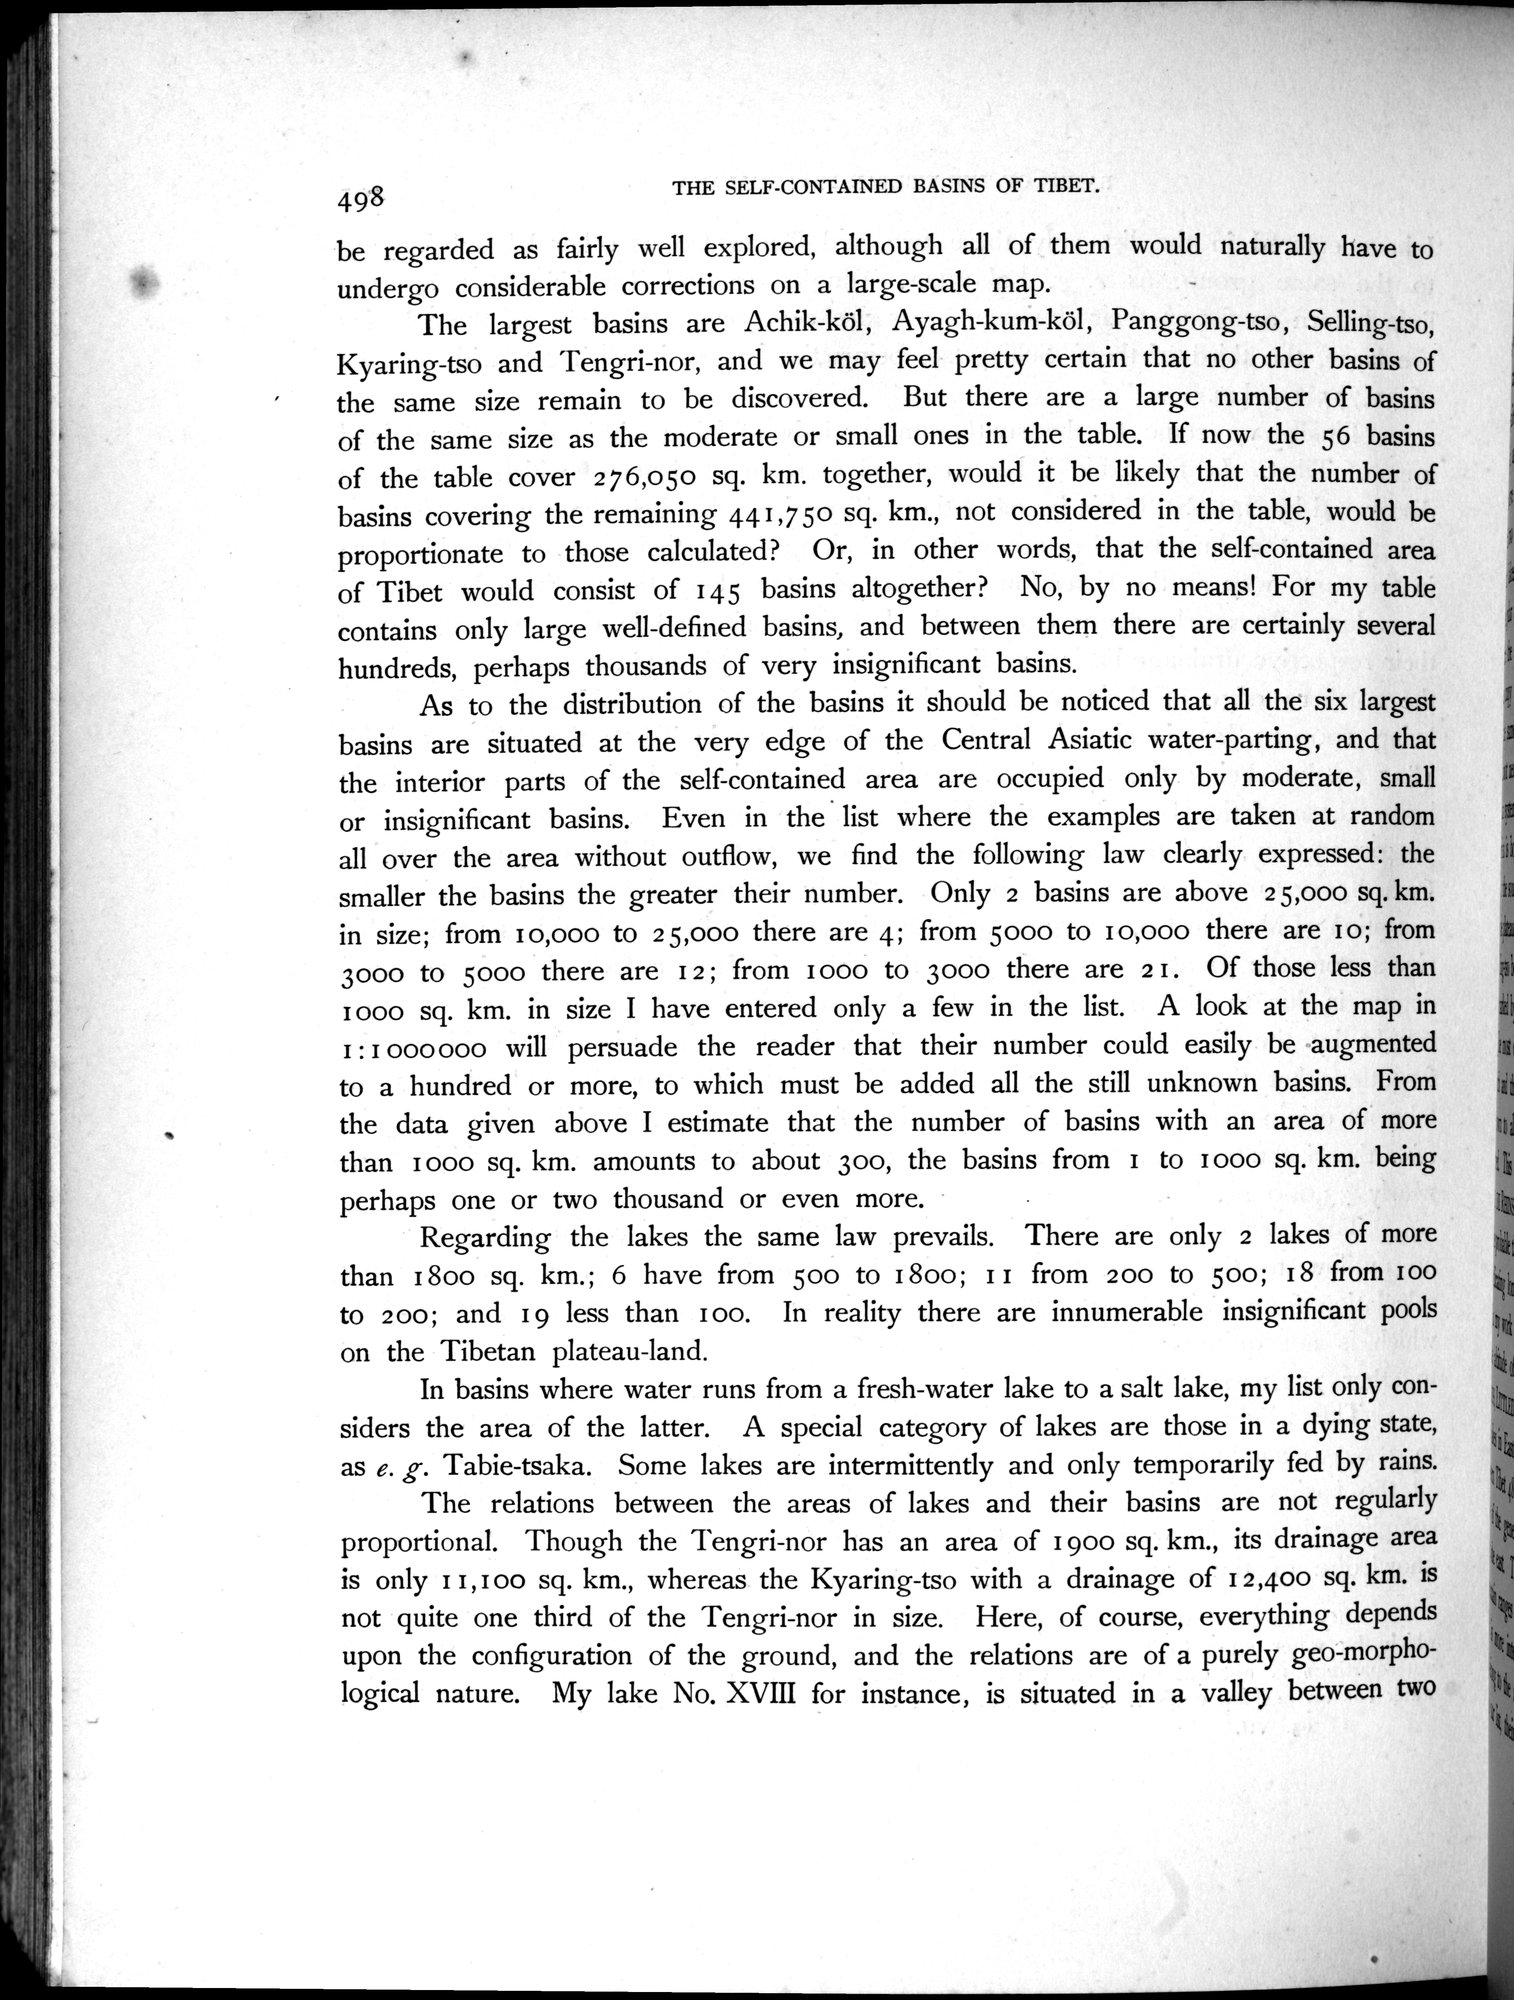 498
THE SELF-CONTAINED BASINS OF TIBET.
be regarded as fairly well explored, although all of them would naturally have to
undergo considerable corrections on a large-scale map.
The largest basins are Achik-köl, Ayagh-kum-köl, Panggong-tso, Selling-tso,
Kyaring-tso and Tengri-nor, and we may feel pretty certain that no other basins of
the same size remain to be discovered. But there are a large number of basins
of the same size as the moderate or small ones in the table. If now the 56 basins
of the table cover 276,050 sq. km. together, would it be likely that the number of
basins covering the remaining 441,750 sq. km., not considered in the table, would be
proportionate to those calculated? Or, in other words, that the self-contained area
of Tibet would consist of 145 basins altogether? No, by no means! For my table
contains only large well-defined basins, and between them there are certainly several
hundreds, perhaps thousands of very insignificant basins.
As to the distribution of the basins it should be noticed that all the six largest
basins are situated at the very edge of the Central Asiatic water-parting, and that
the interior parts of the self-contained area are occupied only by moderate, small
or insignificant basins. Even in the list where the examples are taken at random
all over the area without outflow, we find the following law clearly expressed: the
smaller the basins the greater their number. Only 2 basins are above 25,000 sq. km.
in size; from 10,000 to 25,000 there are 4; from 5000 to 10,000 there are 10; from
3000 to 5000 there are 12; from 1000 to 3000 there are 21. Of those less than
1000 sq. km. in size I have entered only a few in the list. A look at the map in
1:1000000 will persuade the reader that their number could easily be augmented
to a hundred or more, to which must be added all the still unknown basins. From
the data given above I estimate that the number of basins with an area of more
than 1000 sq. km. amounts to about 300, the basins from 1 to 1000 sq. km. being
perhaps one or two thousand or even more.
Regarding the lakes the same law prevails. There are only 2 lakes of more
than 1800 sq. km.; 6 have from 500 to 1800; 11 from 200 to 500; 18 from 100
to 200; and 19 less than 100. In reality there are innumerable insignificant pools
on the Tibetan plateau-land.
In basins where water runs from a fresh-water lake to a salt lake, my list only con-
siders the area of the latter. A special category of lakes are those in a dying state,
as e. g. Tabie-tsaka. Some lakes are intermittently and only temporarily fed by rains.
The relations between the areas of lakes and their basins are not regularly
proportional. Though the Tengri-nor has an area of 1900 sq. km., its drainage area
is only 11,100 sq. km., whereas the Kyaring-tso with a drainage of 12,400 sq. km. is
not quite one third of the Tengri-nor in size. Here, of course, everything depends
upon the configuration of the ground, and the relations are of a purely geo-morpho-
logical nature. My lake No. XVIII for instance, is situated in a valley between two